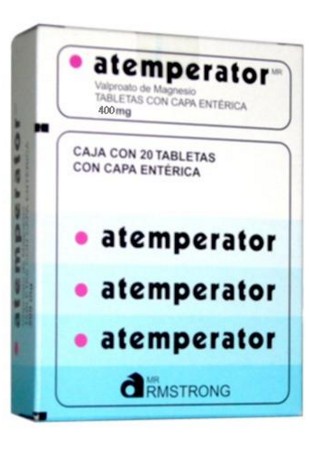 atemperator MR
Valproato de Magnesio
TABLETAS CON CAPA ENTÉRICA
400mg
CAJA CON 20 TABLETAS
CON CAPA ENTÉRICA
atemperator
atemperator
atemperator
MR
aRMSTRONG
atemperator